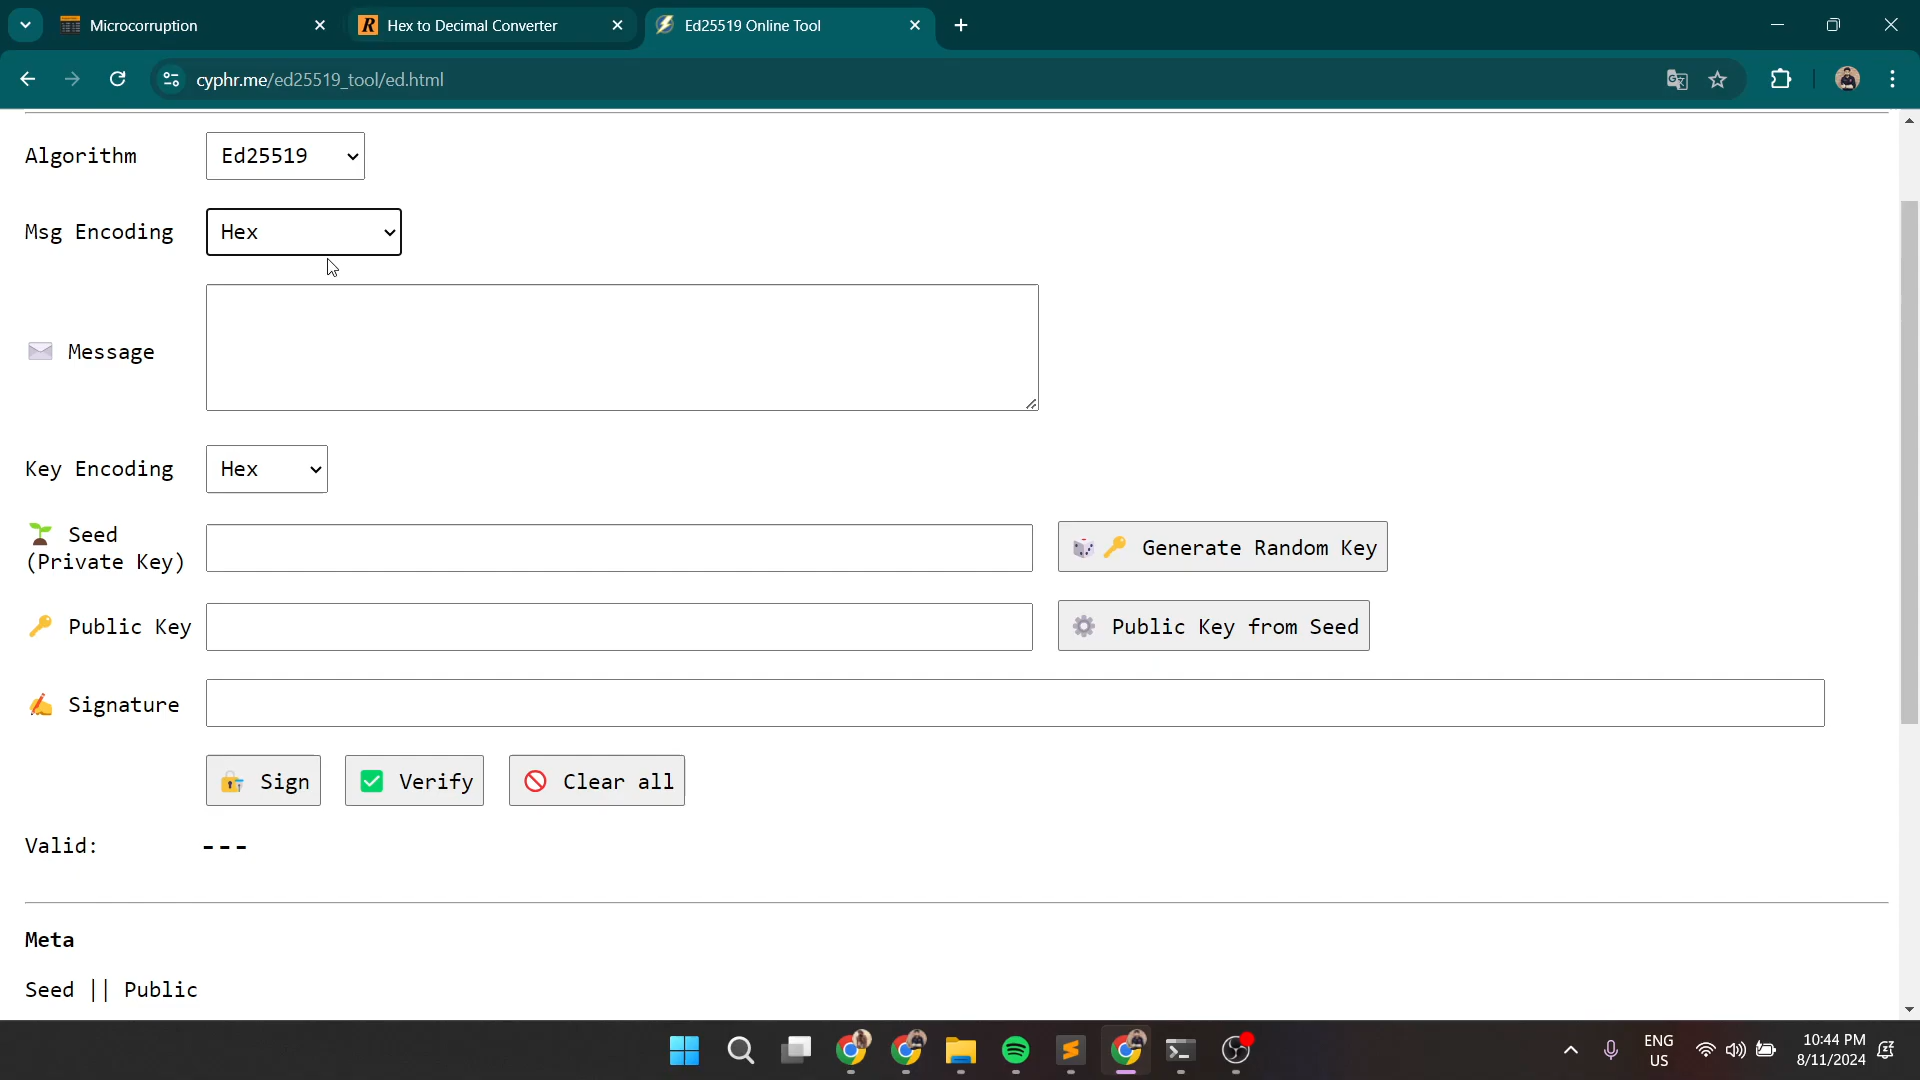 Microcorruption
Hex to Decimal Converter
Ed25519 Online Tool
cyphr.me/ed25519_tool/ed.html
Algorithm
Ed25519
Msg Encoding
Hex
Message
Key Encoding
Hex
Seed
(Private Key)
Generate Random Key
Public Key
Public Key from Seed
Signature
Sign
Verify
Clear all
Valid:
---
Meta
Seed || Public
ENG
US
10:44 PM
8/11/2024